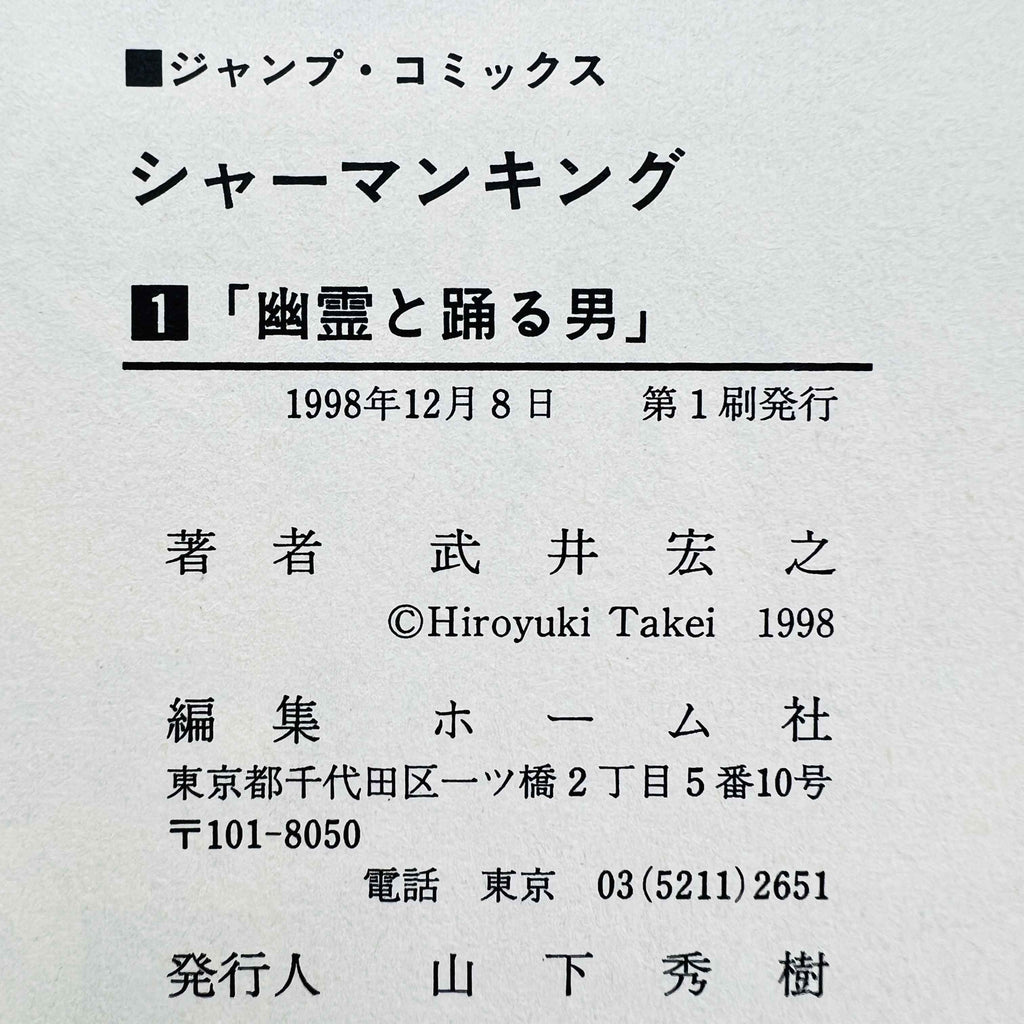 ■ジャンプ・コミックス
シャーマンキング
1「幽霊と踊る男」
1998年12月8日　第1刷発行
著者　武井宏之
©Hiroyuki Takei 1998
編集　ホーム社
東京都千代田区一ツ橋2丁目5番10号
〒101-8050
電話　東京　03(5211)2651
発行人　山下秀樹